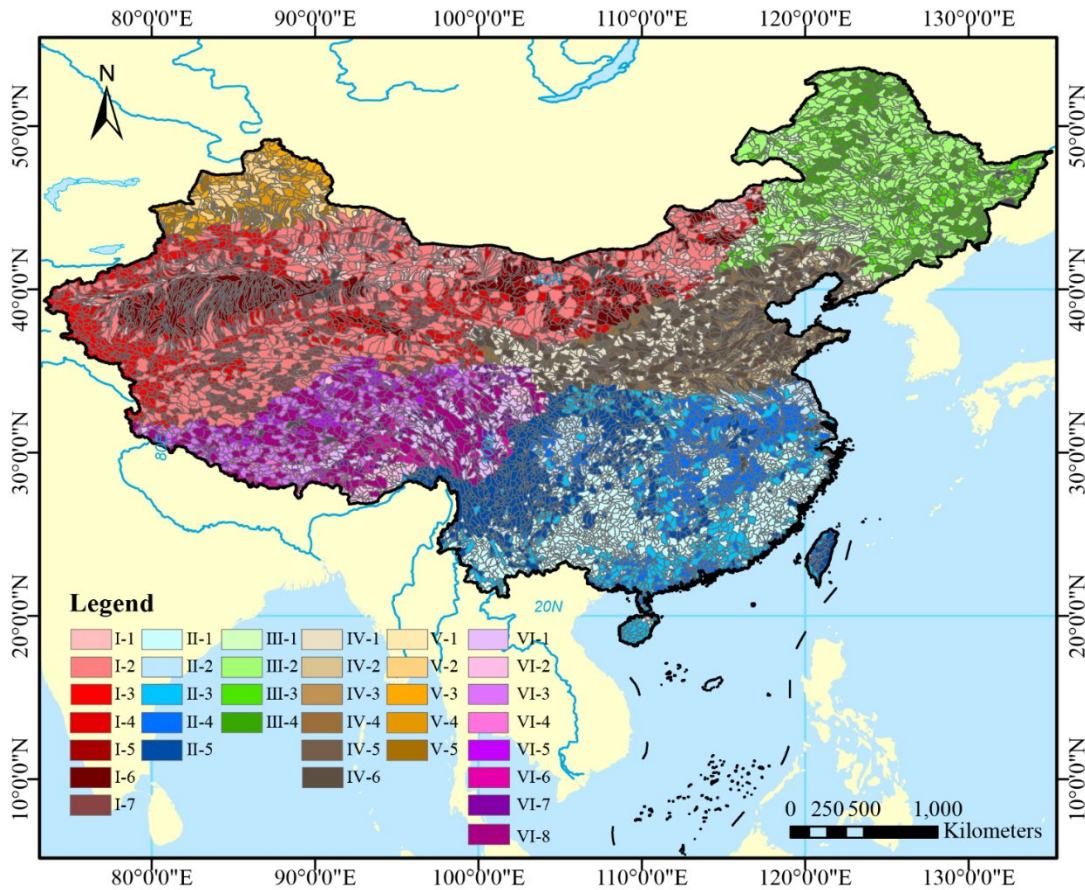 80°0'0"E 90°0'0"E 100°0'0"E 110°0'0"E 120°0'0"E 130°0'0"E
N
50°0'0"N 50°0'0"N
40°0'0"N 40N 40°0'0"N
30°0'0"N 30°0'0"N
20°0'0"N 20N 20°0'0"N
10°0'0"N 10°0'0"N
Legend
I-1 II-1 III-1 IV-1 V-1 VI-1
I-2 II-2 III-2 IV-2 V-2 VI-2
I-3 II-3 III-3 IV-3 V-3 VI-3
I-4 II-4 III-4 IV-4 V-4 VI-4
I-5 II-5 IV-5 V-5 VI-5
I-6 IV-6 VI-6
I-7 VI-7
VI-8
0 250 500 1,000
Kilometers
80°0'0"E 90°0'0"E 100°0'0"E 110°0'0"E 120°0'0"E 130°0'0"E